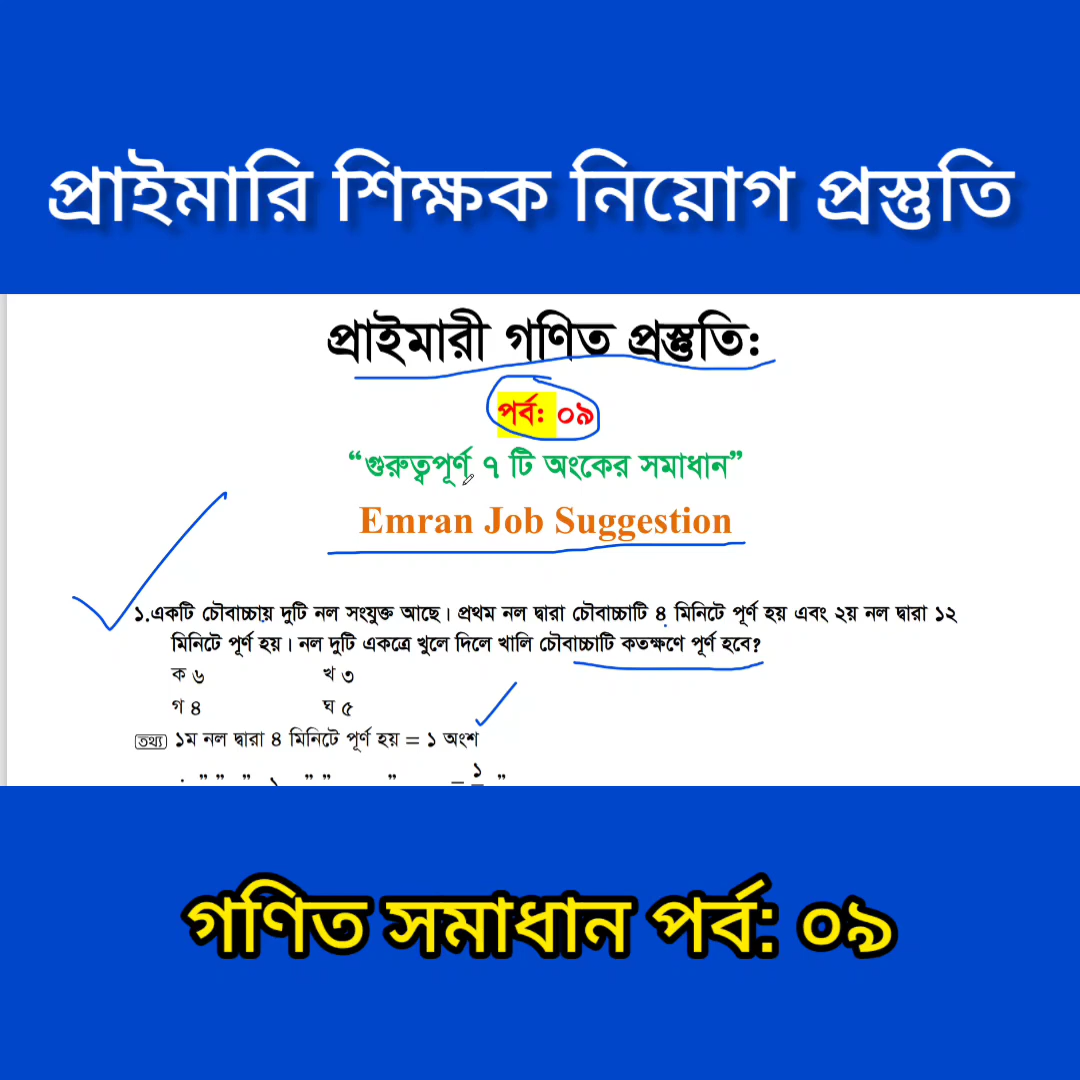 প্রাইমারি শিক্ষক নিয়োগ প্রস্তুতি
প্রাইমারী গণিত প্রস্তুতি:
পর্ব: ০৯
“গুরুত্বপূর্ণ ৭ টি অংকের সমাধান”
Emran Job Suggestion
১.একটি চৌবাচ্চায় দুটি নল সংযুক্ত আছে। প্রথম নল দ্বারা চৌবাচ্চাটি ৪ মিনিটে পূর্ণ হয় এবং ২য় নল দ্বারা ১২
মিনিটে পূর্ণ হয়। নল দুটি একত্রে খুলে দিলে খালি চৌবাচ্চাটি কতক্ষণে পূর্ণ হবে?
ক ৬ খ ৩
গ ৪ ঘ ৫
তথ্য ১ম নল দ্বারা ৪ মিনিটে পূর্ণ হয় = ১ অংশ
গণিত সমাধান পর্ব: ০৯